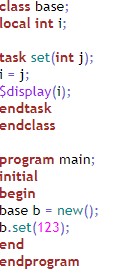 class base;
local int i;

task set(int j);
i = j;
$display(i);
endtask
endclass

program main;
initial
begin
base b = new();
b.set(123);
end
endprogram